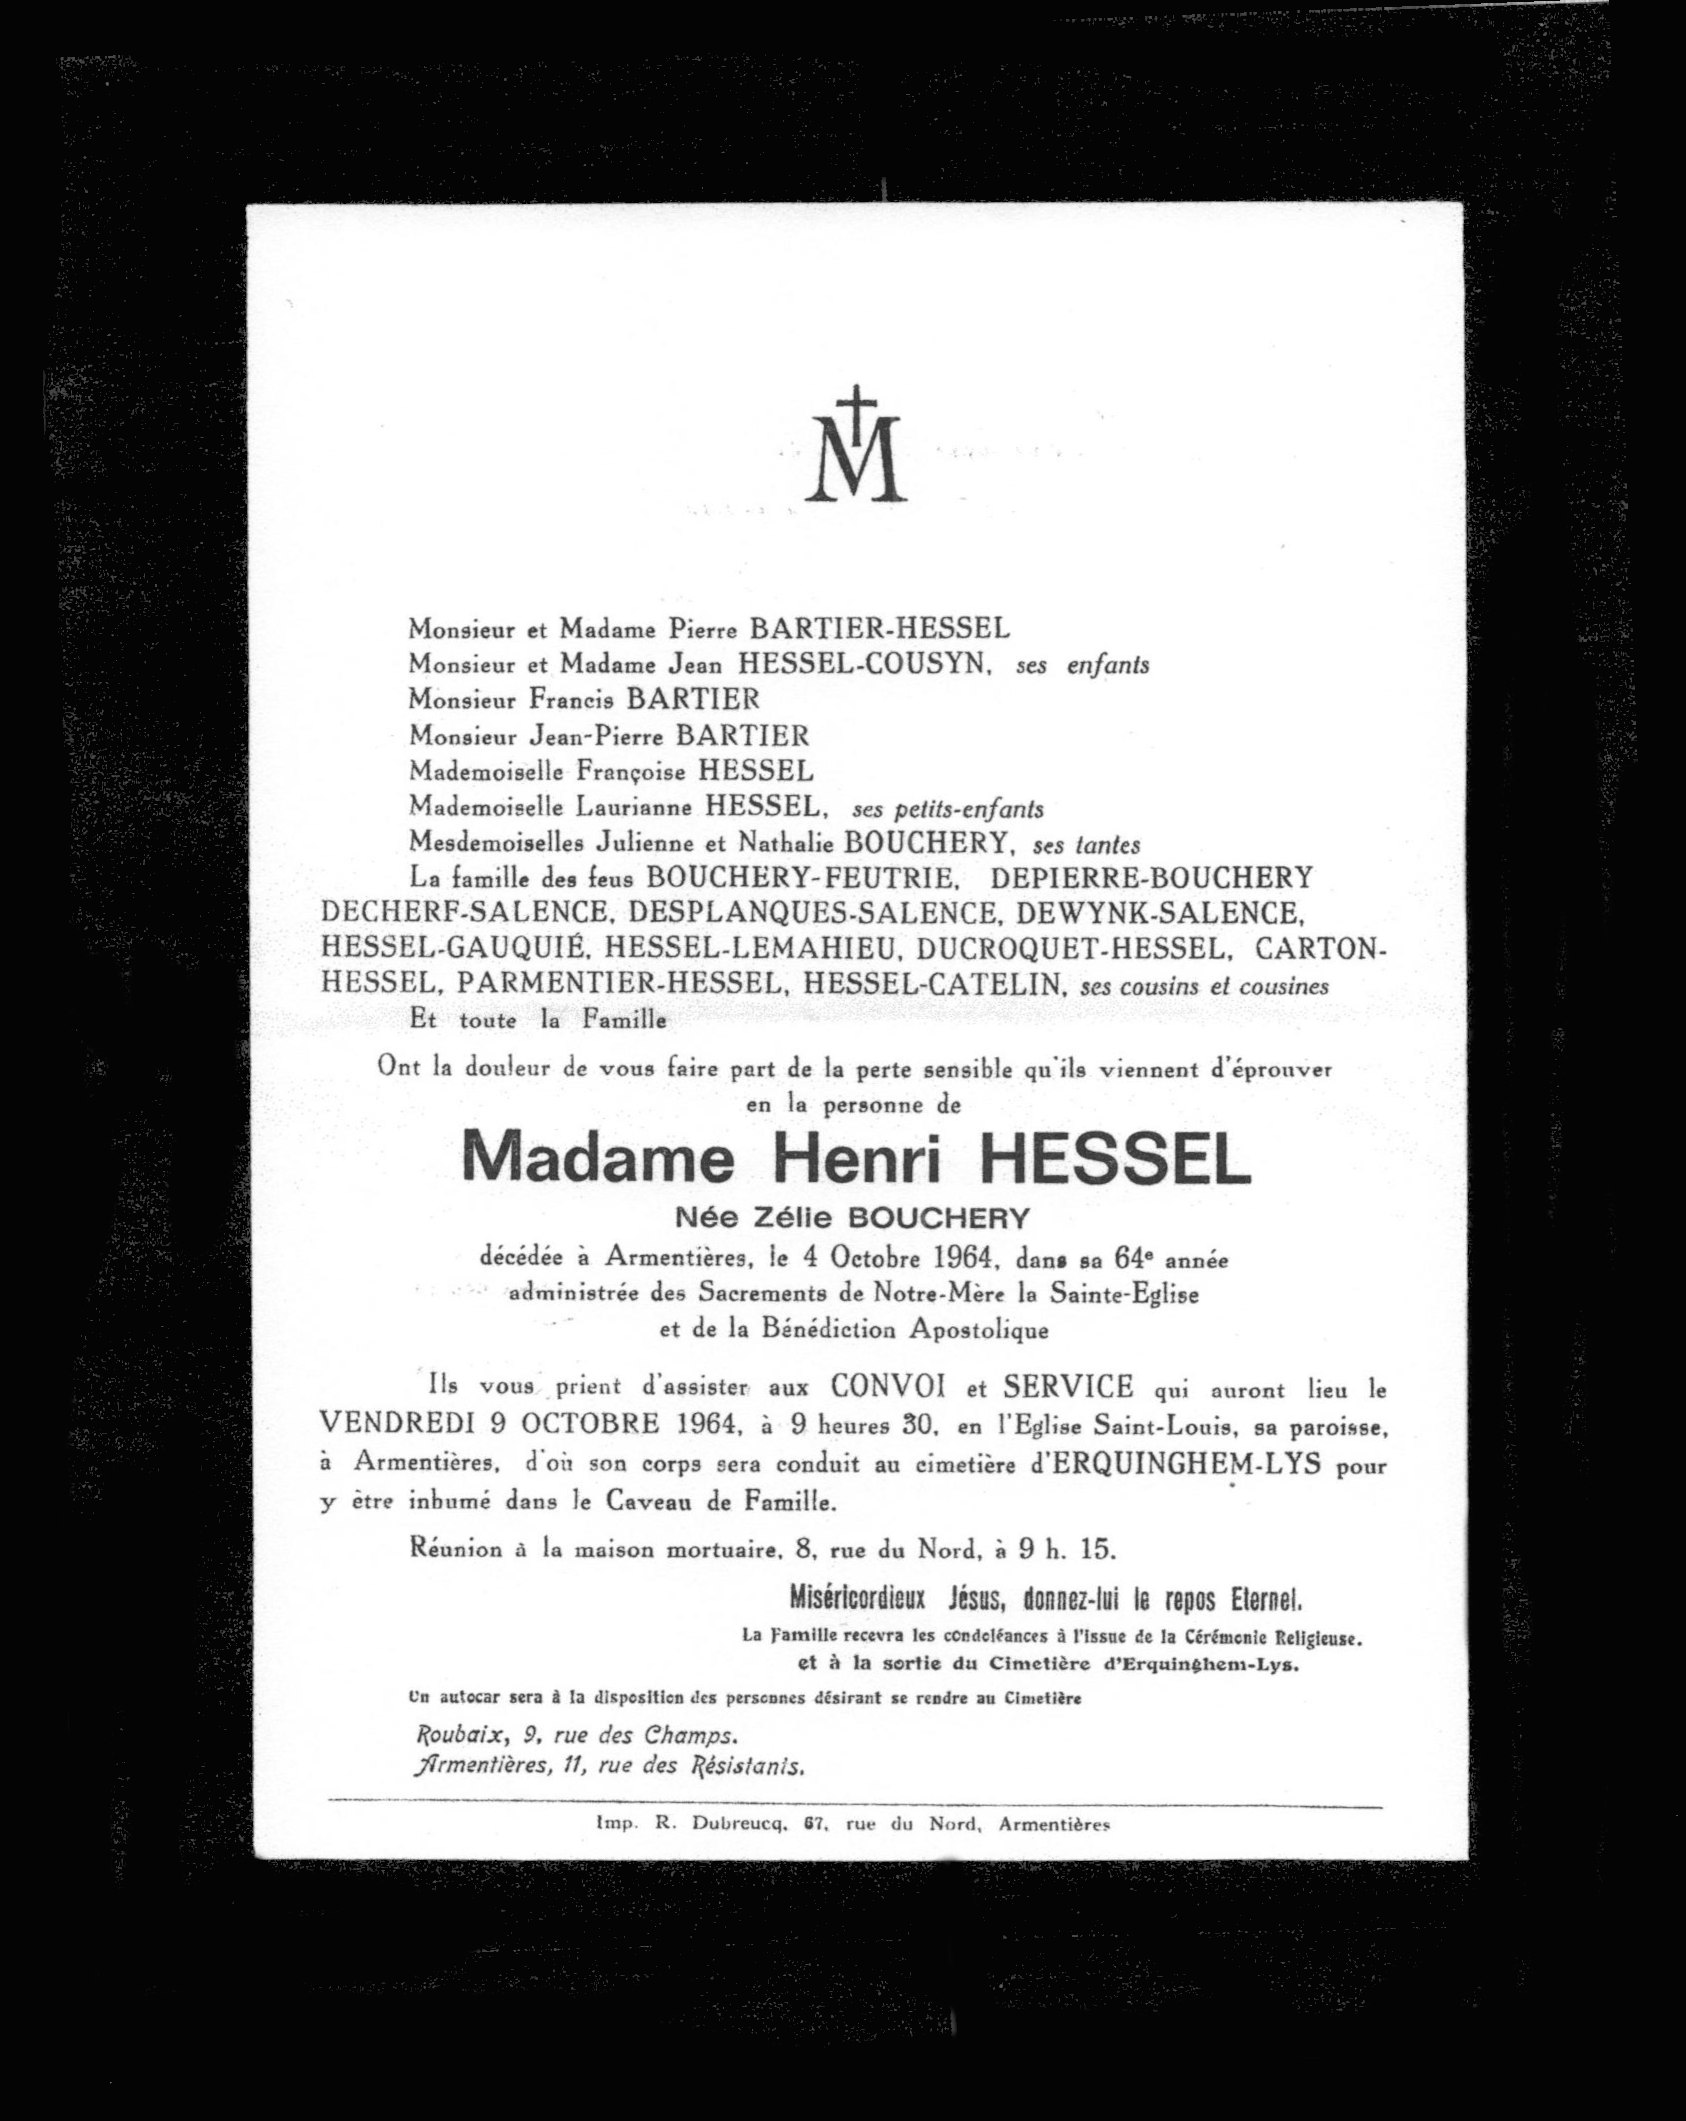 M
Monsieur et Madame Pierre BARTIER-HESSEL
Monsieur et Madame Jean HESSEL-COUSYN, ses enfants
Monsieur Francis BARTIER
Monsieur Jean-Pierre BARTIER
Mademoiselle Françoise HESSEL
Mademoiselle Laurianne HESSEL, ses petits-enfants
Mesdemoiselles Julienne et Nathalie BOUCHERY, ses tantes
La famille des feus BOUCHERY-FEUTRIE, DEPIERRE-BOUCHERY
DECHERF-SALENCE, DESPLANQUES-SALENCE, DEWYNK-SALENCE,
HESSEL-GAUQUIÉ, HESSEL-LEMAHIEU, DUCROQUET-HESSEL, CARTON-
HESSEL, PARMENTIER-HESSEL, HESSEL-CATELIN, ses cousins et cousines
Et toute la Famille
Ont la douleur de vous faire part de la perte sensible qu'ils viennent d'éprouver
en la personne de
Madame Henri HESSEL
Née Zélie BOUCHERY
décédée à Armentières, le 4 Octobre 1964, dans sa 64e année
administrée des Sacrements de Notre-Mère la Sainte-Eglise
et de la Bénédiction Apostolique
Ils vous prient d'assister aux CONVOI et SERVICE qui auront lieu le
VENDREDI 9 OCTOBRE 1964, à 9 heures 30, en l'Eglise Saint-Louis, sa paroisse,
à Armentières, d'où son corps sera conduit au cimetière d'ERQUINGHEM-LYS pour
y être inhumé dans le Caveau de Famille.
Réunion à la maison mortuaire, 8, rue du Nord, à 9 h. 15.
Miséricordieux Jésus, donnez-lui le repos Eternel.
La Famille recevra les condoléances à l'issue de la Cérémonie Religieuse.
et à la sortie du Cimetière d'Erquinghem-Lys.
Un autocar sera à la disposition des personnes désirant se rendre au Cimetière
Roubaix, 9, rue des Champs.
Armentières, 11, rue des Résistants.
Imp. R. Dubreucq, 67, rue du Nord, Armentières